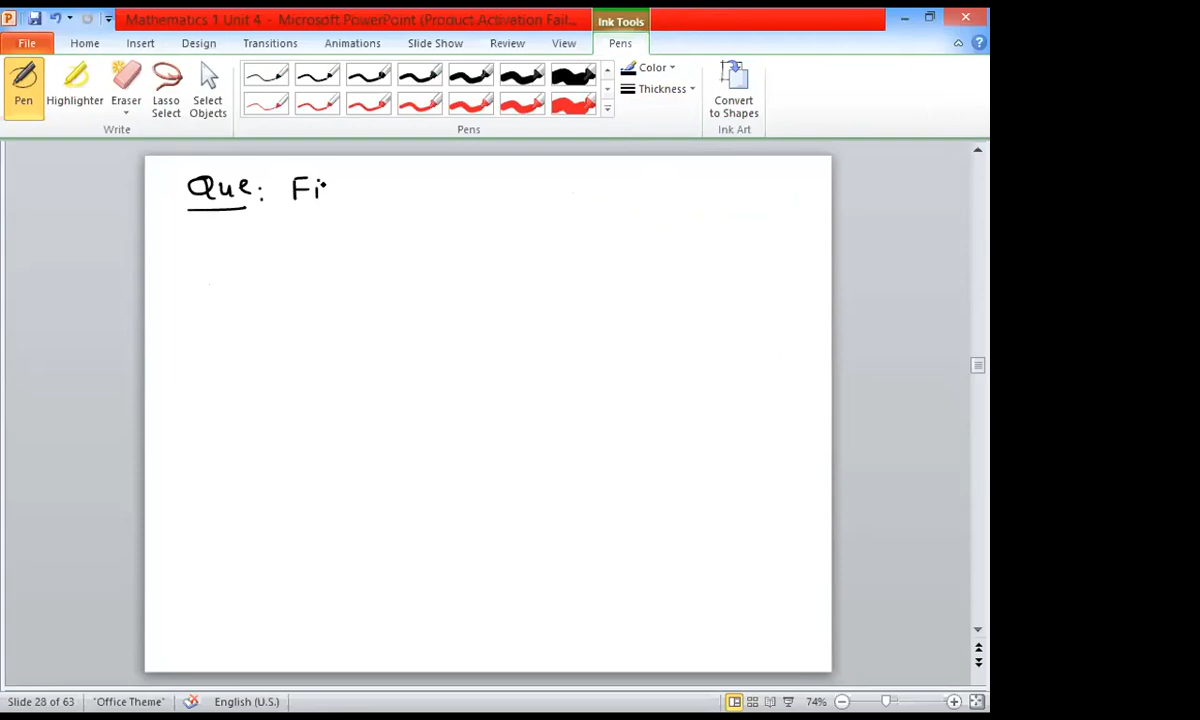 Mathematics 1 Unit 4 - Microsoft PowerPoint (Product Activation Fail...
Ink Tools
File Home Insert Design Transitions Animations Slide Show Review View Pens
Pen Highlighter Eraser Lasso Select Select Objects
Color
Thickness
Convert to Shapes
Write Pens Ink Art
Que: Fi
Slide 28 of 63 "Office Theme" English (U.S.) 74%